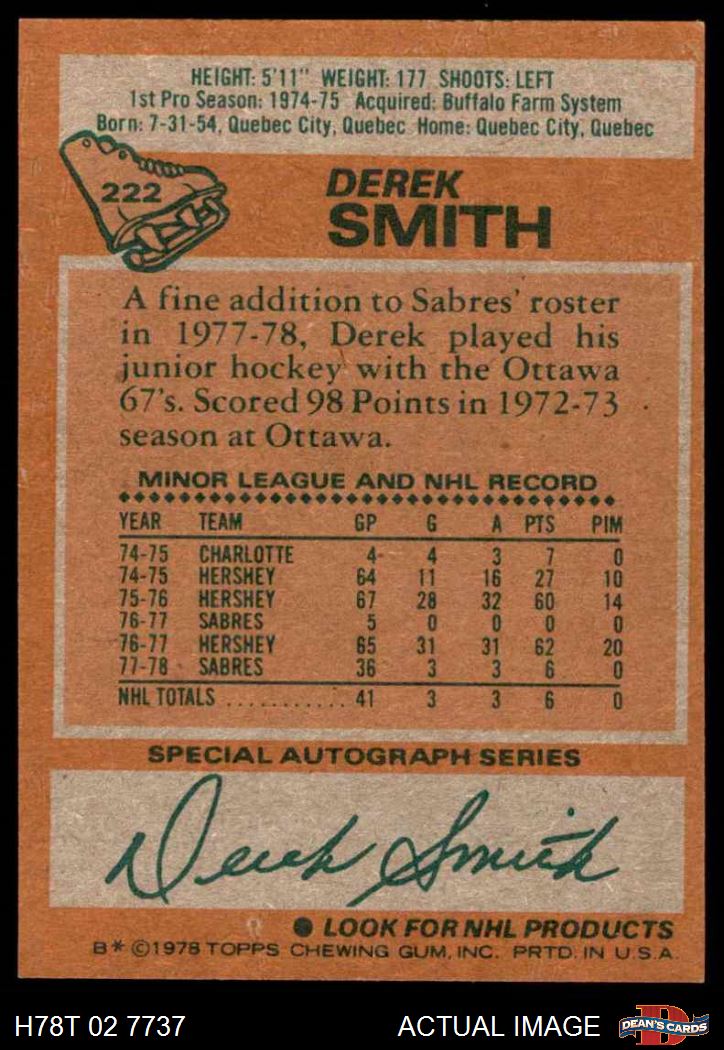 HEIGHT: 5'11" WEIGHT: 177 SHOOTS: LEFT
1st Pro Season: 1974-75 Acquired: Buffalo Farm System
Born: 7-31-54, Quebec City, Quebec Home: Quebec City, Quebec
222
DEREK
SMITH
A fine addition to Sabres' roster
in 1977-78, Derek played his
junior hockey with the Ottawa
67's. Scored 98 Points in 1972-73
season at Ottawa.
MINOR LEAGUE AND NHL RECORD
YEAR TEAM GP G A PTS PIM
74-75 CHARLOTTE 4 4 3 7 0
74-75 HERSHEY 64 11 16 27 10
75-76 HERSHEY 67 28 32 60 14
76-77 SABRES 5 0 0 0 0
76-77 HERSHEY 65 31 31 62 20
77-78 SABRES 36 3 3 6 0
NHL TOTALS ........... 41 3 3 6 0
SPECIAL AUTOGRAPH SERIES
Derek Smith
● LOOK FOR NHL PRODUCTS
B* ©1978 TOPPS CHEWING GUM, INC. PRTD. IN U.S.A.
H78T 02 7737 ACTUAL IMAGE
D
DEAN'S CARDS